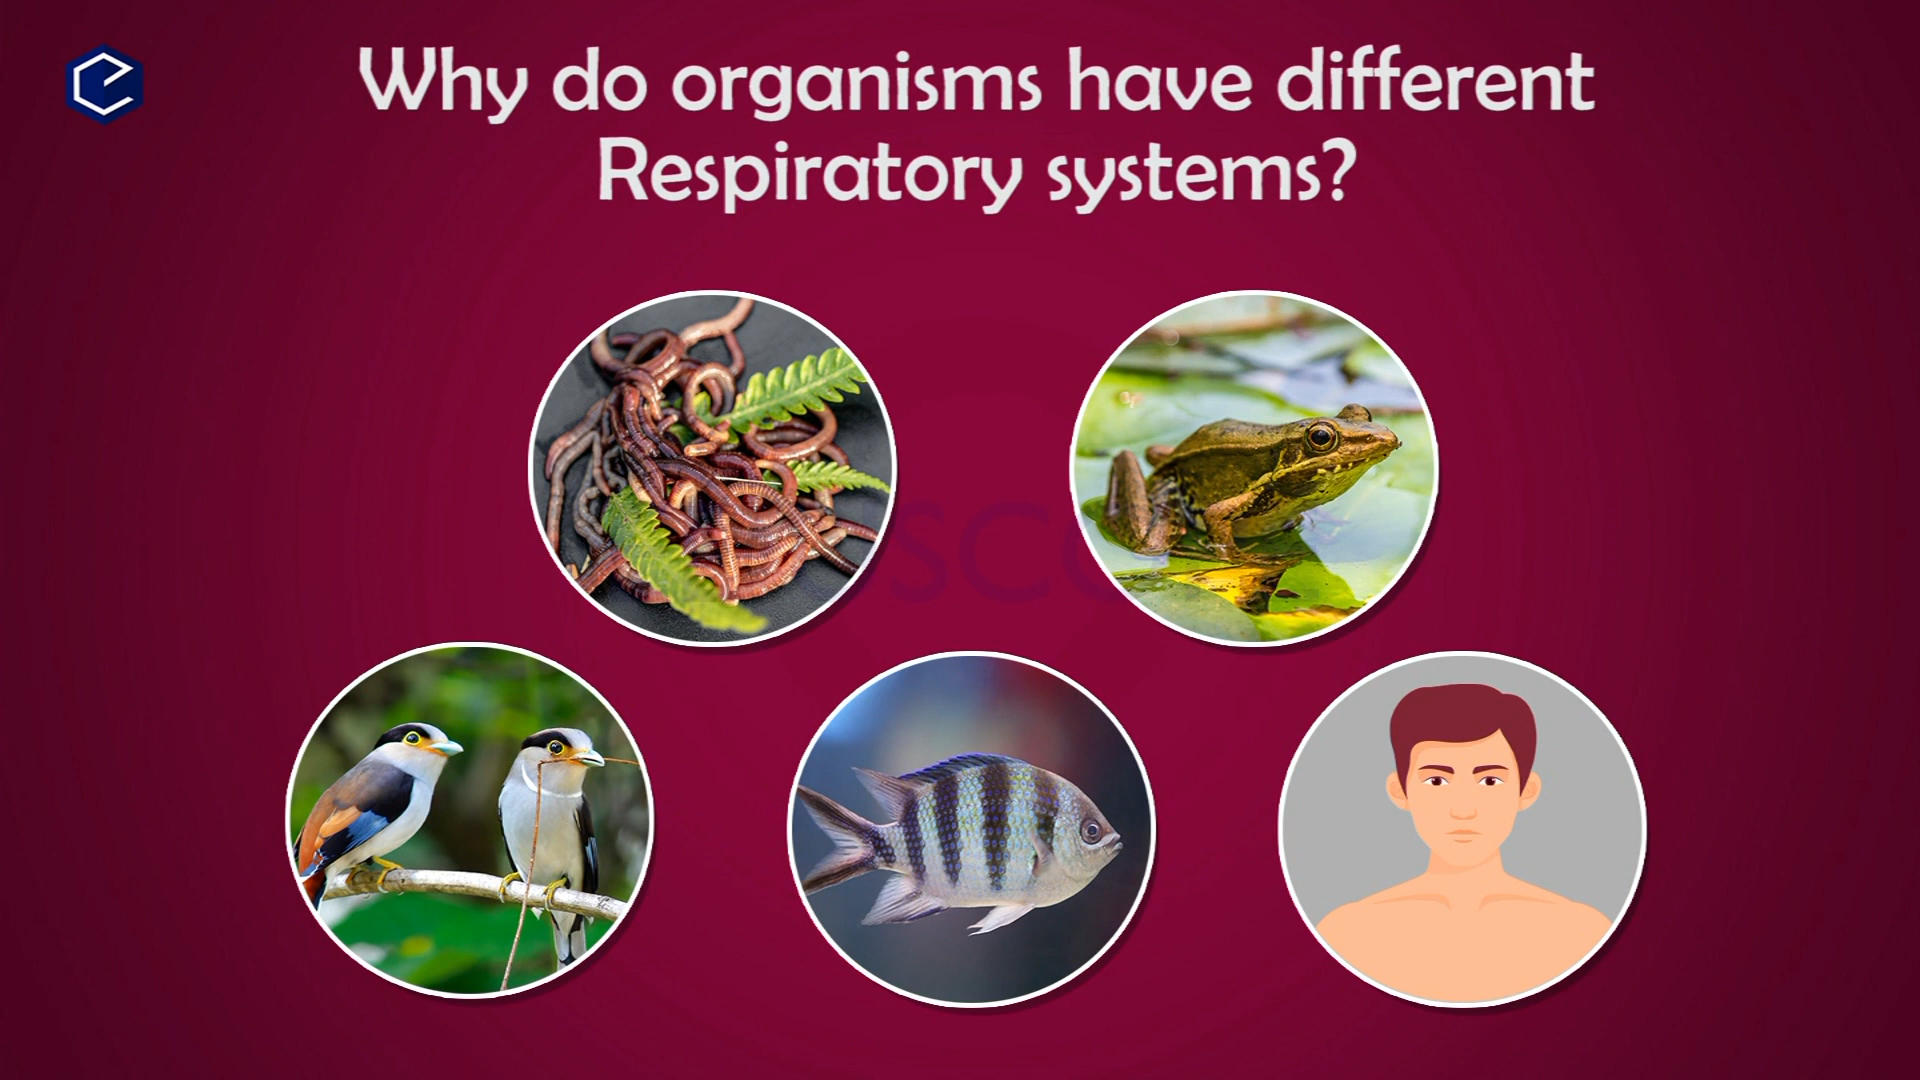 Why do organisms have different
Respiratory systems?